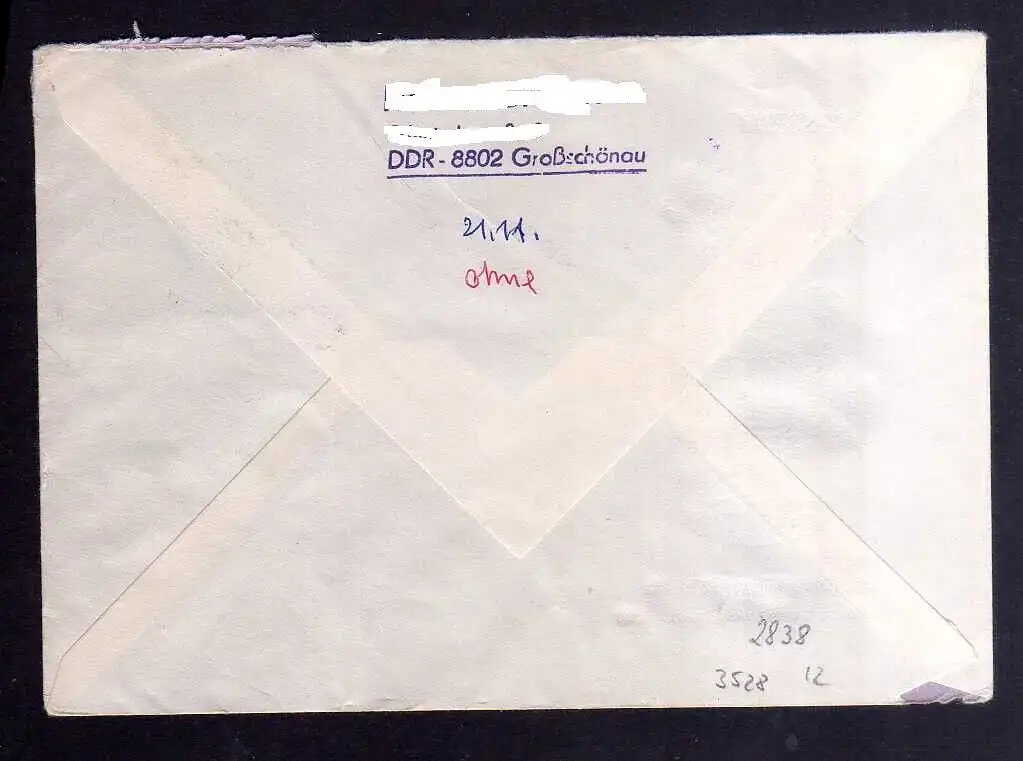 DDR - 8802 Großschönau
21.11.
ohne
2838
3528 12